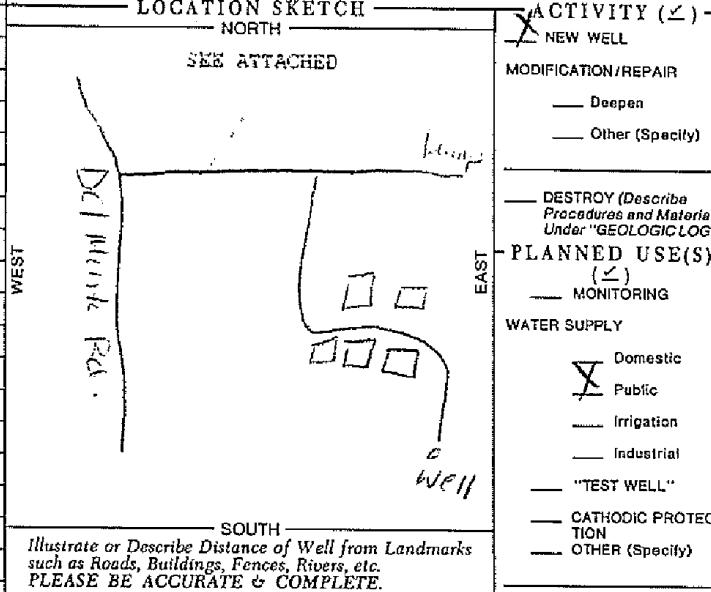 LOCATION SKETCH
NORTH
SEE ATTACHED
WEST
EAST
Rd.
Well
SOUTH
Illustrate or Describe Distance of Well from Landmarks
such as Roads, Buildings, Fences, Rivers, etc.
PLEASE BE ACCURATE & COMPLETE.
ACTIVITY (✓)
X NEW WELL
MODIFICATION/REPAIR
Deepen
Other (Specify)
DESTROY (Describe
Procedures and Materia
Under "GEOLOGIC LOG
PLANNED USE(S)
(✓)
MONITORING
WATER SUPPLY
Domestic
X Public
Irrigation
Industrial
"TEST WELL"
CATHODIC PROTEC
TION
OTHER (Specify)